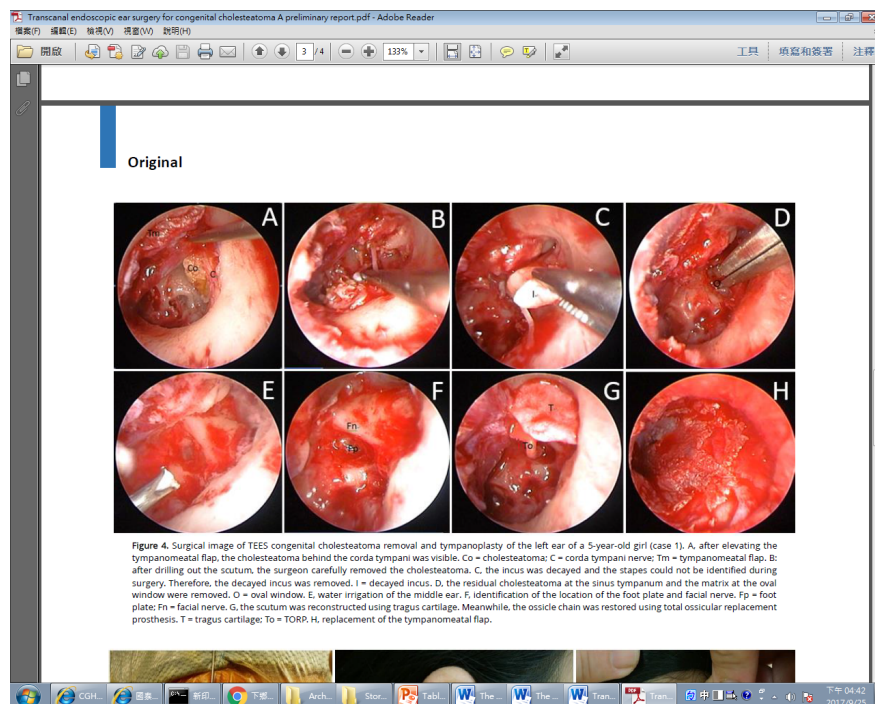 Transcanal endoscopic ear surgery for congenital cholesteatoma A preliminary report.pdf - Adobe Reader
檔案(F) 編輯(E) 檢視(V) 視窗(W) 說明(H)
開啟 3 / 4 133% 工具 填寫和簽署 注釋
Original
A B C D
Tm Co C I O
E F G H
Fn Fp T To
Figure 4. Surgical image of TEES congenital cholesteatoma removal and tympanoplasty of the left ear of a 5-year-old girl (case 1). A, after elevating the
tympanomeatal flap, the cholesteatoma behind the corda tympani was visible. Co = cholesteatoma; C = corda tympani nerve; Tm = tympanomeatal flap. B:
after drilling out the scutum, the surgeon carefully removed the cholesteatoma. C, the incus was decayed and the stapes could not be identified during
surgery. Therefore, the decayed incus was removed. I = decayed incus. D, the residual cholesteatoma at the sinus tympanum and the matrix at the oval
window were removed. O = oval window. E, water irrigation of the middle ear. F, identification of the location of the foot plate and facial nerve. Fp = foot
plate; Fn = facial nerve. G, the scutum was reconstructed using tragus cartilage. Meanwhile, the ossicle chain was restored using total ossicular replacement
prosthesis. T = tragus cartilage; To = TORP. H, replacement of the tympanomeatal flap.
CGH... 國泰... 新印... 下鄉... Arch... Stor... Tabl... The ... The ... Tran... Tran... 中 下午 04:42
2017/9/25